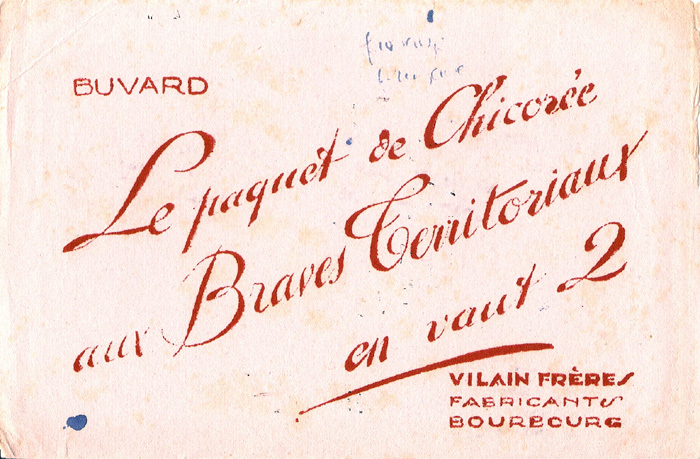 BUVARD
Le paquet de Chicorée
aux Braves Territoriaux
en vaut 2
VILAIN FRÈRES
FABRICANTS
BOURBOURG